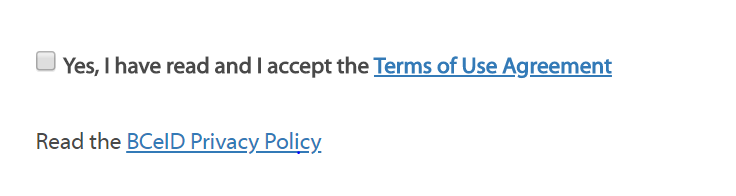 Yes, I have read and I accept the Terms of Use Agreement
Read the BCeID Privacy Policy